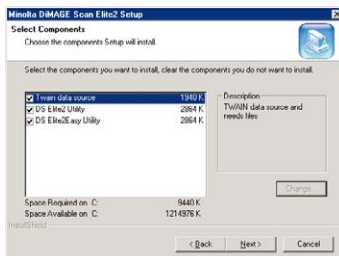 Minolta DiMAGE Scan Elite2 Setup
Select Components
Choose the components Setup will install.
Select the components you want to install, clear the components you do not want to install.
Twain data source 1940 K
DS Elite2 Utility 2864 K
DS Elite2Easy Utility 2864 K
Description
TWAIN data source and
needs files
Change...
Space Required on C: 9440 K
Space Available on C: 1214976 K
InstallShield
< Back Next > Cancel